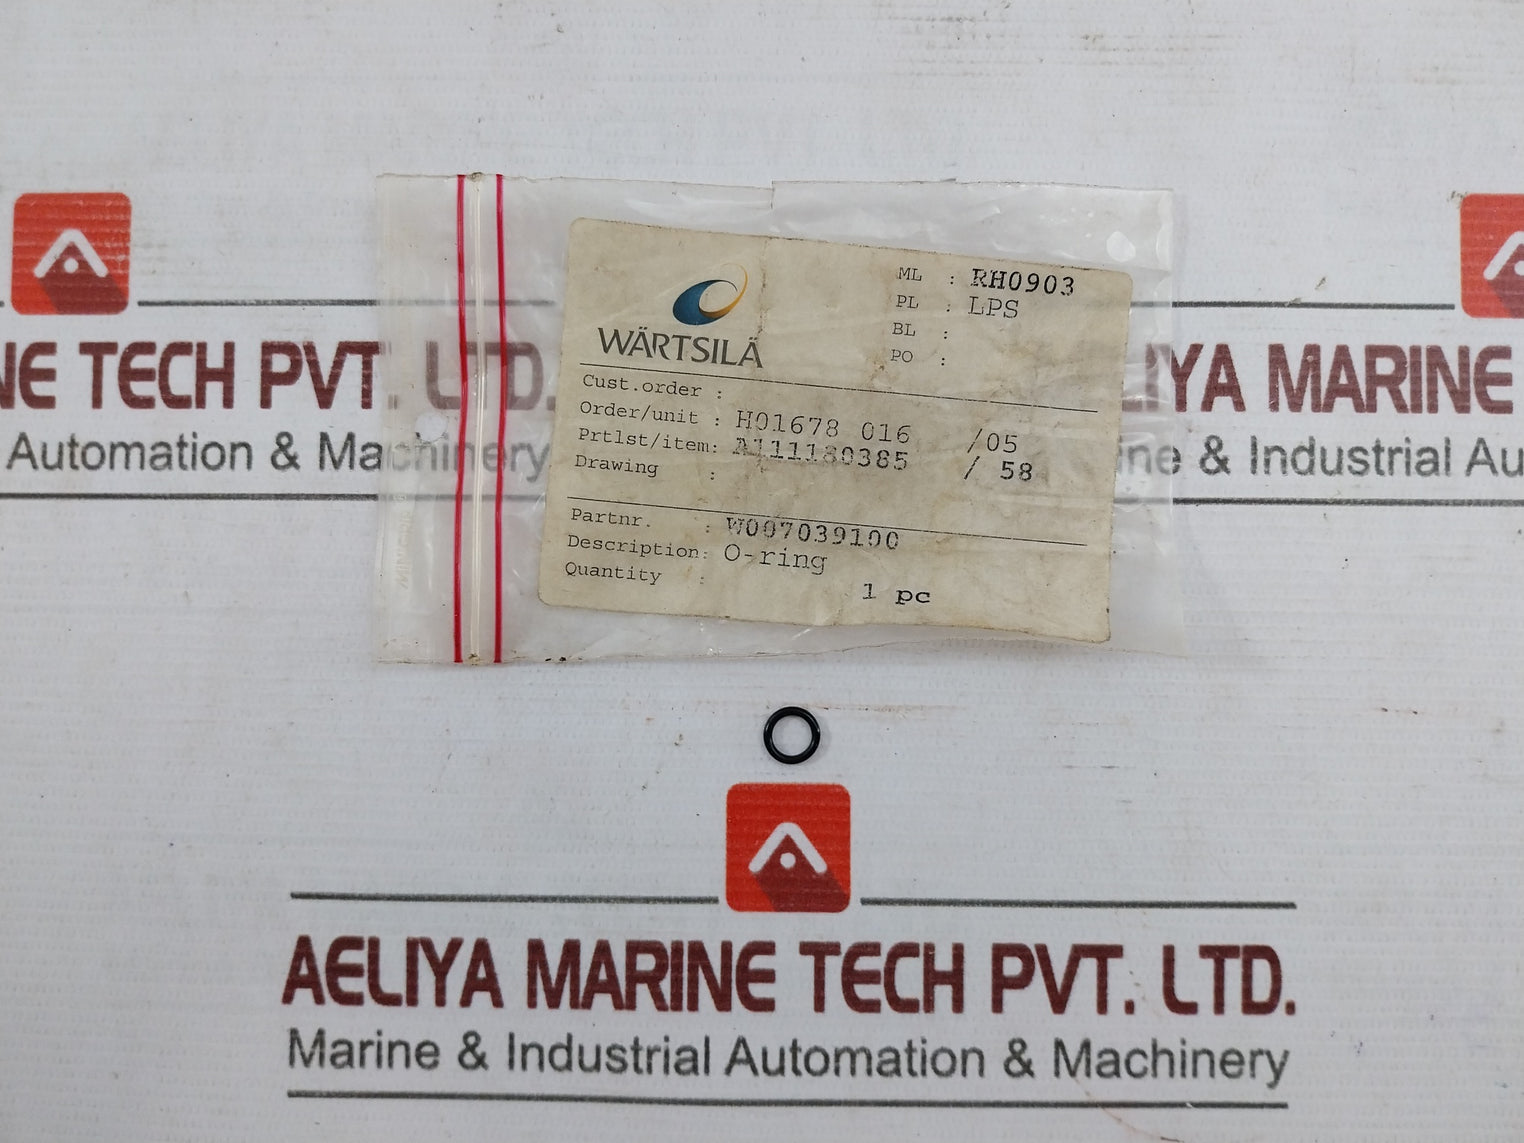 WÄRTSILÄ
ML : RH0903
PL : LPS
BL :
PO :
Cust.order :
Order/unit : H01678 016 /05
Prtlst/item: A111180385 / 58
Drawing :
Partnr. : W007039100
Description: O-ring
Quantity : 1 pc
NE TECH PVT. LTD.
Automation & Machinery
IYA MARINE
ine & Industrial Au
AELIYA MARINE TECH PVT. LTD.
Marine & Industrial Automation & Machinery